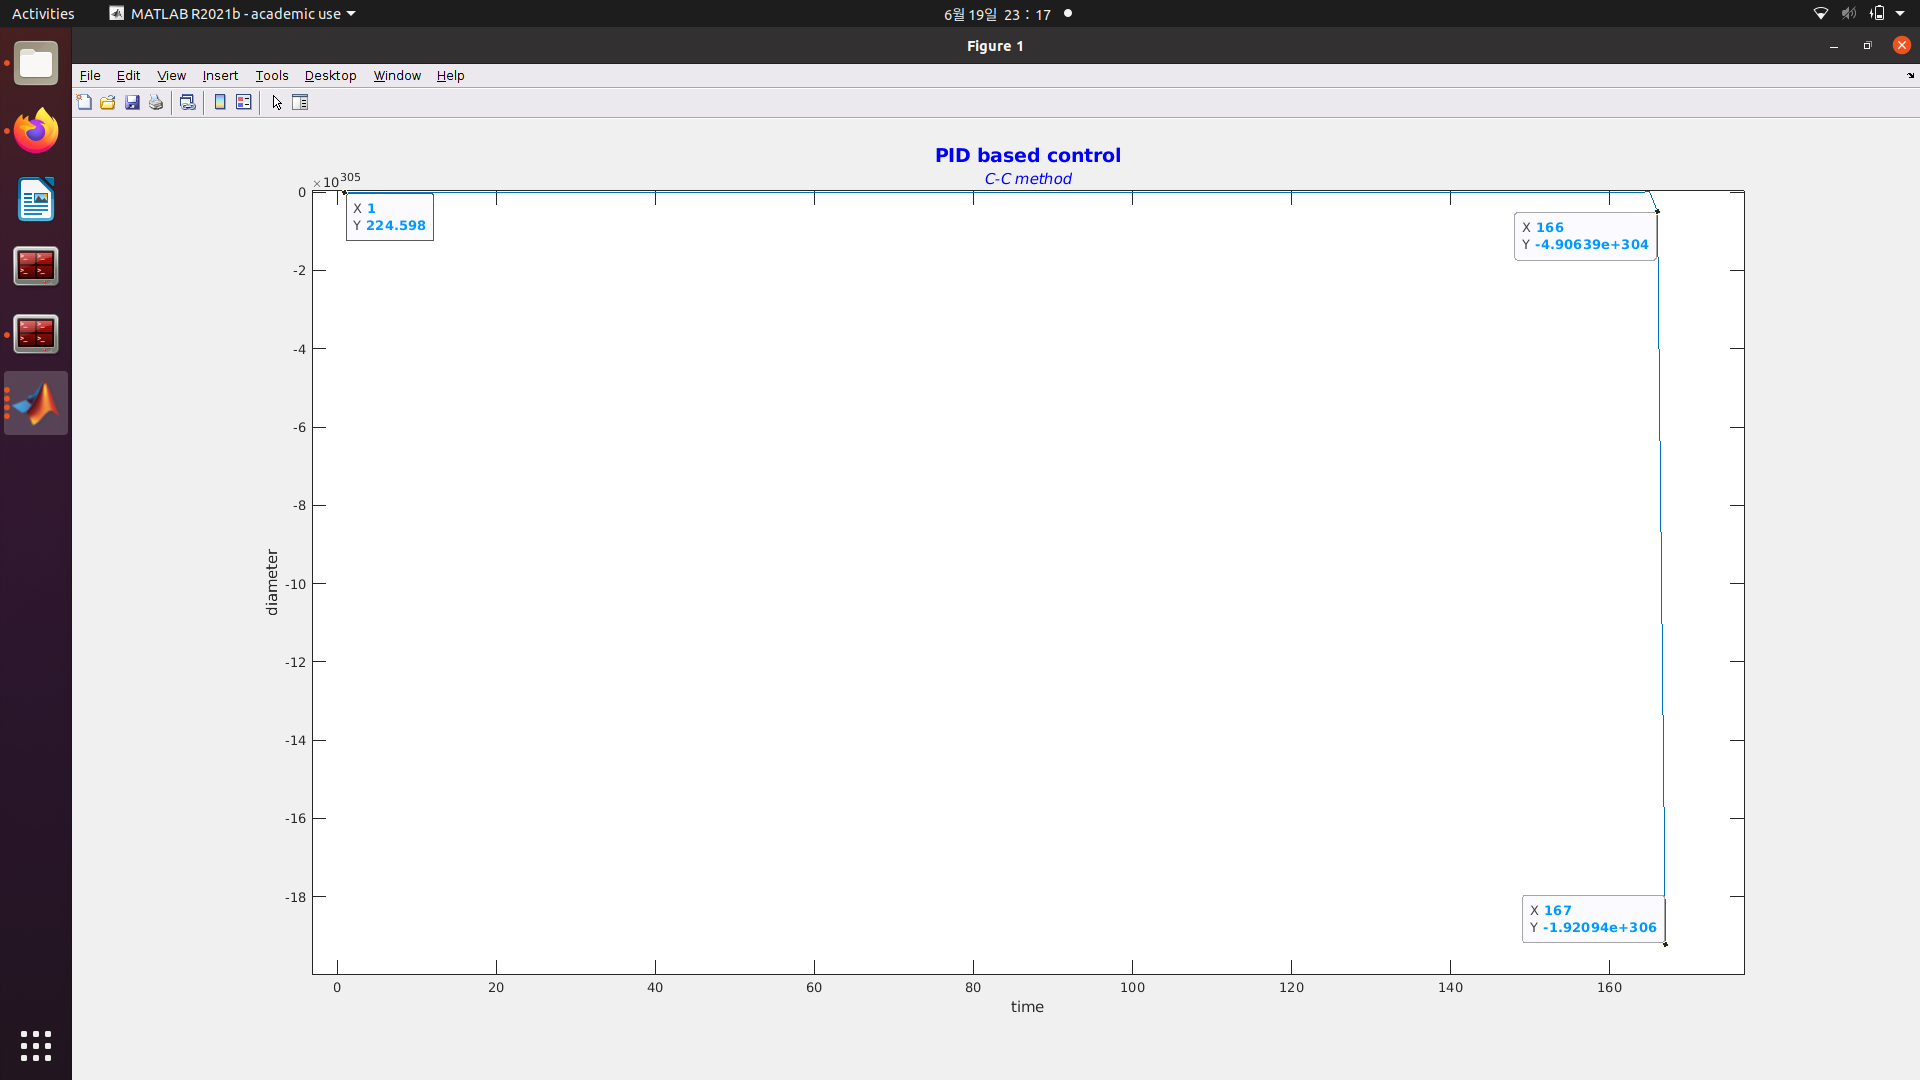 Activities
MATLAB R2021b - academic use
6월 19일 23 : 17
Figure 1
File Edit View Insert Tools Desktop Window Help
PID based control
C-C method
×10^305
0
X 1
Y 224.598
X 166
Y -4.90639e+304
-2
-4
-6
-8
-10
-12
-14
-16
-18
X 167
Y -1.92094e+306
diameter
0 20 40 60 80 100 120 140 160
time